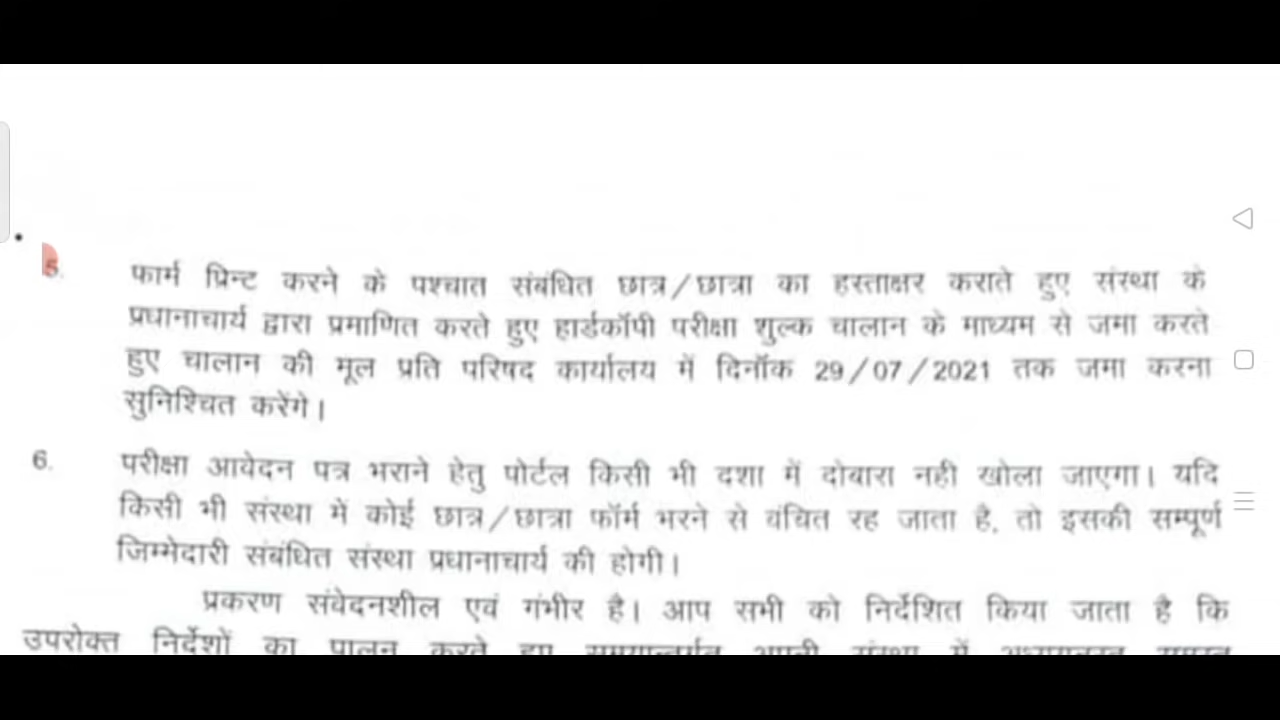 5. फार्म प्रिन्ट करने के पश्चात संबंधित छात्र/छात्रा का हस्ताक्षर कराते हुए संस्था के
प्रधानाचार्य द्वारा प्रमाणित करते हुए हार्डकॉपी परीक्षा शुल्क चालान के माध्यम से जमा करते
हुए चालान की मूल प्रति परिषद कार्यालय में दिनॉक 29/07/2021 तक जमा करना
सुनिश्चित करेंगे।
6. परीक्षा आवेदन पत्र भराने हेतु पोर्टल किसी भी दशा में दोबारा नही खोला जाएगा। यदि
किसी भी संस्था में कोई छात्र/छात्रा फॉर्म भरने से वंचित रह जाता है, तो इसकी सम्पूर्ण
जिम्मेदारी संबंधित संस्था प्रधानाचार्य की होगी।
प्रकरण संवेदनशील एवं गंभीर है। आप सभी को निर्देशित किया जाता है कि
उपरोक्त निर्देशों का पालन करते हुए